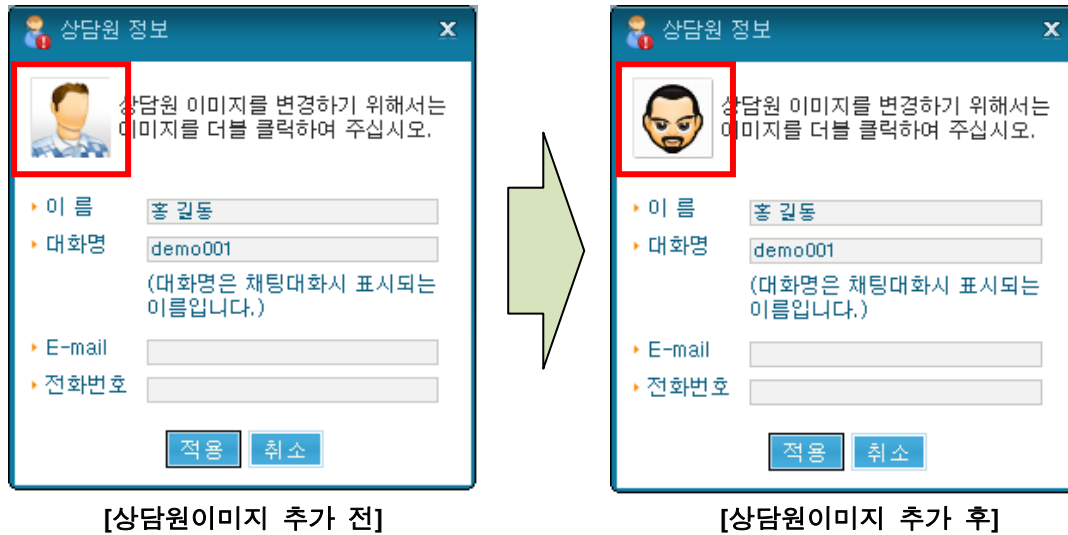 상담원 정보
x
상담원 이미지를 변경하기 위해서는
이미지를 더블 클릭하여 주십시오.
이 름
홍 길동
대화명
demo001
(대화명은 채팅대화시 표시되는
이름입니다.)
E-mail
전화번호
적용
취소
[상담원이미지 추가 전]
상담원 정보
x
상담원 이미지를 변경하기 위해서는
이미지를 더블 클릭하여 주십시오.
이 름
홍 길동
대화명
demo001
(대화명은 채팅대화시 표시되는
이름입니다.)
E-mail
전화번호
적용
취소
[상담원이미지 추가 후]